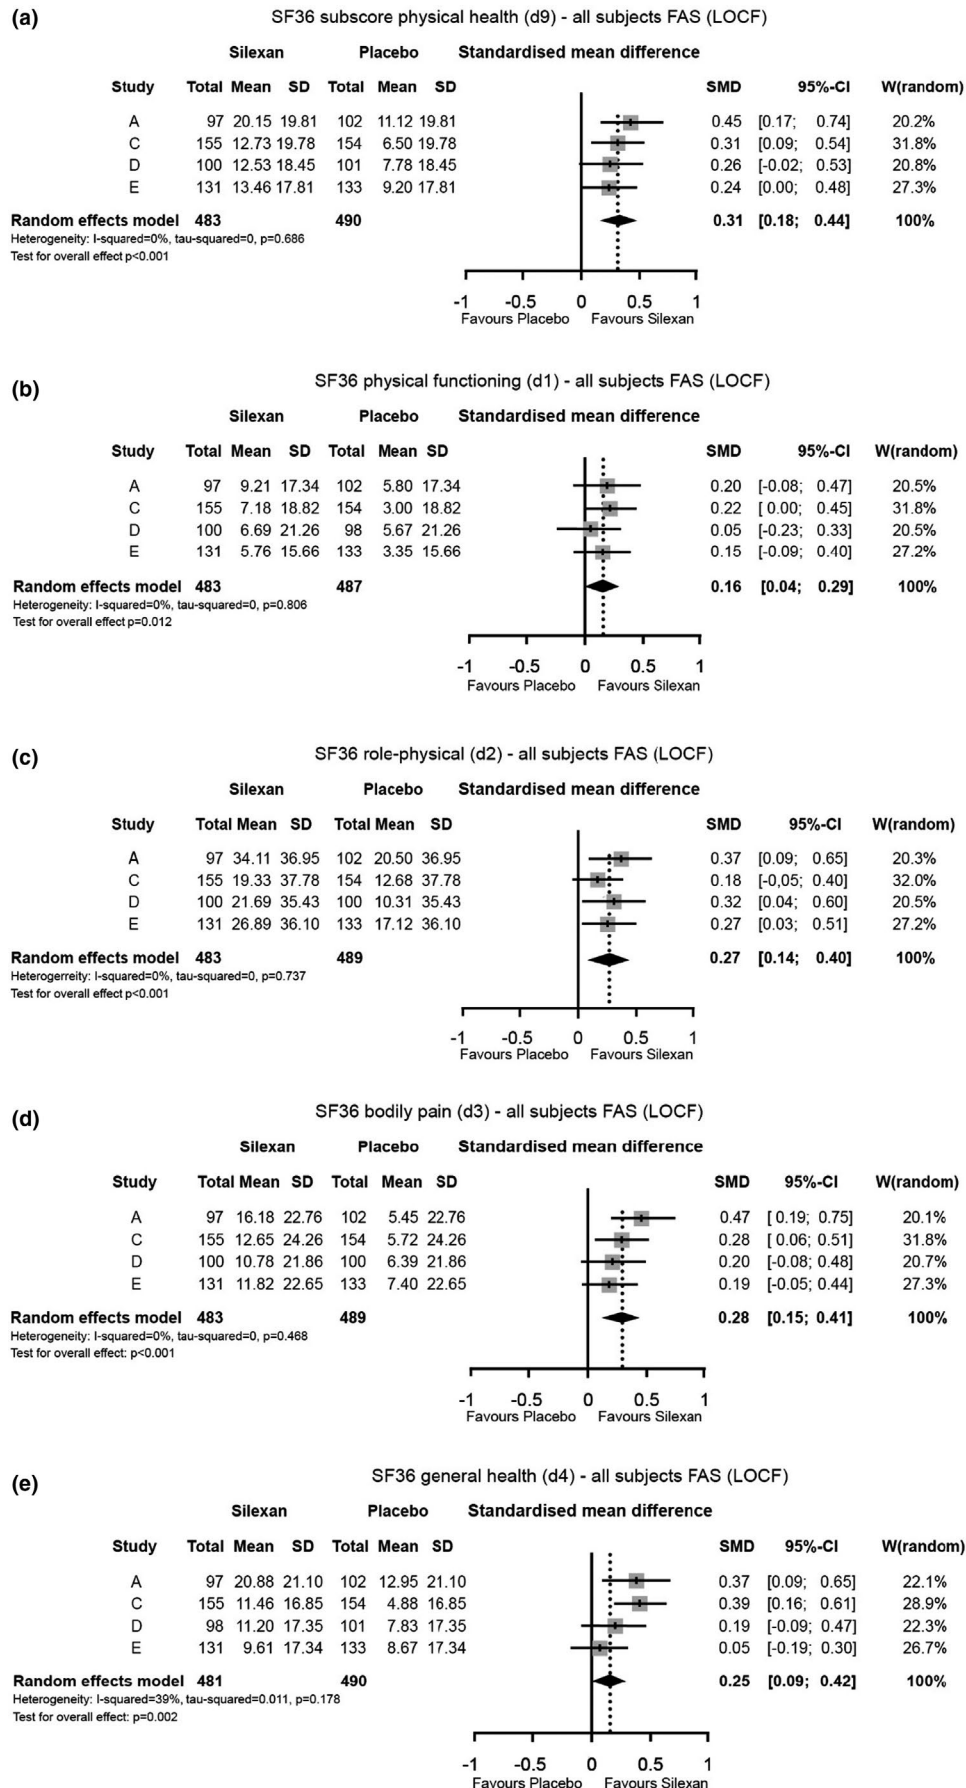 (a)
SF36 subscore physical health (d9) - all subjects FAS (LOCF)
Silexan Placebo Standardised mean difference
Study Total Mean SD Total Mean SD SMD 95%-CI W(random)
A 97 20.15 19.81 102 11.12 19.81 0.45 [0.17; 0.74] 20.2%
C 155 12.73 19.78 154 6.50 19.78 0.31 [0.09; 0.54] 31.8%
D 100 12.53 18.45 101 7.78 18.45 0.26 [-0.02; 0.53] 20.8%
E 131 13.46 17.81 133 9.20 17.81 0.24 [0.00; 0.48] 27.3%
Random effects model 483 490 0.31 [0.18; 0.44] 100%
Heterogeneity: I-squared=0%, tau-squared=0, p=0.686
Test for overall effect p<0.001
-1 -0.5 0 0.5 1
Favours Placebo Favours Silexan
(b)
SF36 physical functioning (d1) - all subjects FAS (LOCF)
Silexan Placebo Standardised mean difference
Study Total Mean SD Total Mean SD SMD 95%-CI W(random)
A 97 9.21 17.34 102 5.80 17.34 0.20 [-0.08; 0.47] 20.5%
C 155 7.18 18.82 154 3.00 18.82 0.22 [ 0.00; 0.45] 31.8%
D 100 6.69 21.26 98 5.67 21.26 0.05 [-0.23; 0.33] 20.5%
E 131 5.76 15.66 133 3.35 15.66 0.15 [-0.09; 0.40] 27.2%
Random effects model 483 487 0.16 [0.04; 0.29] 100%
Heterogeneity: I-squared=0%, tau-squared=0, p=0.806
Test for overall effect p=0.012
-1 -0.5 0 0.5 1
Favours Placebo Favours Silexan
(c)
SF36 role-physical (d2) - all subjects FAS (LOCF)
Silexan Placebo Standardised mean difference
Study Total Mean SD Total Mean SD SMD 95%-CI W(random)
A 97 34.11 36.95 102 20.50 36.95 0.37 [0.09; 0.65] 20.3%
C 155 19.33 37.78 154 12.68 37.78 0.18 [-0,05; 0.40] 32.0%
D 100 21.69 35.43 100 10.31 35.43 0.32 [0.04; 0.60] 20.5%
E 131 26.89 36.10 133 17.12 36.10 0.27 [0.03; 0.51] 27.2%
Random effects model 483 489 0.27 [0.14; 0.40] 100%
Heterogerreity: I-squared=0%, tau-squared=0, p=0.737
Test for overall effect p<0.001
-1 -0.5 0 0.5 1
Favours Placebo Favours Silexan
(d)
SF36 bodily pain (d3) - all subjects FAS (LOCF)
Silexan Placebo Standardised mean difference
Study Total Mean SD Total Mean SD SMD 95%-CI W(random)
A 97 16.18 22.76 102 5.45 22.76 0.47 [ 0.19; 0.75] 20.1%
C 155 12.65 24.26 154 5.72 24.26 0.28 [ 0.06; 0.51] 31.8%
D 100 10.78 21.86 100 6.39 21.86 0.20 [-0.08; 0.48] 20.7%
E 131 11.82 22.65 133 7.40 22.65 0.19 [-0.05; 0.44] 27.3%
Random effects model 483 489 0.28 [0.15; 0.41] 100%
Heterogeneity: I-squared=0%, tau-squared=0, p=0.468
Test for overall effect: p<0.001
-1 -0.5 0 0.5 1
Favours Placebo Favours Silexan
(e)
SF36 general health (d4) - all subjects FAS (LOCF)
Silexan Placebo Standardised mean difference
Study Total Mean SD Total Mean SD SMD 95%-CI W(random)
A 97 20.88 21.10 102 12.95 21.10 0.37 [0.09; 0.65] 22.1%
C 155 11.46 16.85 154 4.88 16.85 0.39 [0.16; 0.61] 28.9%
D 98 11.20 17.35 101 7.83 17.35 0.19 [-0.09; 0.47] 22.3%
E 131 9.61 17.34 133 8.67 17.34 0.05 [-0.19; 0.30] 26.7%
Random effects model 481 490 0.25 [0.09; 0.42] 100%
Heterogeneity: I-squared=39%, tau-squared=0.011, p=0.178
Test for overall effect: p=0.002
-1 -0.5 0 0.5 1
Favours Placebo Favours Silexan